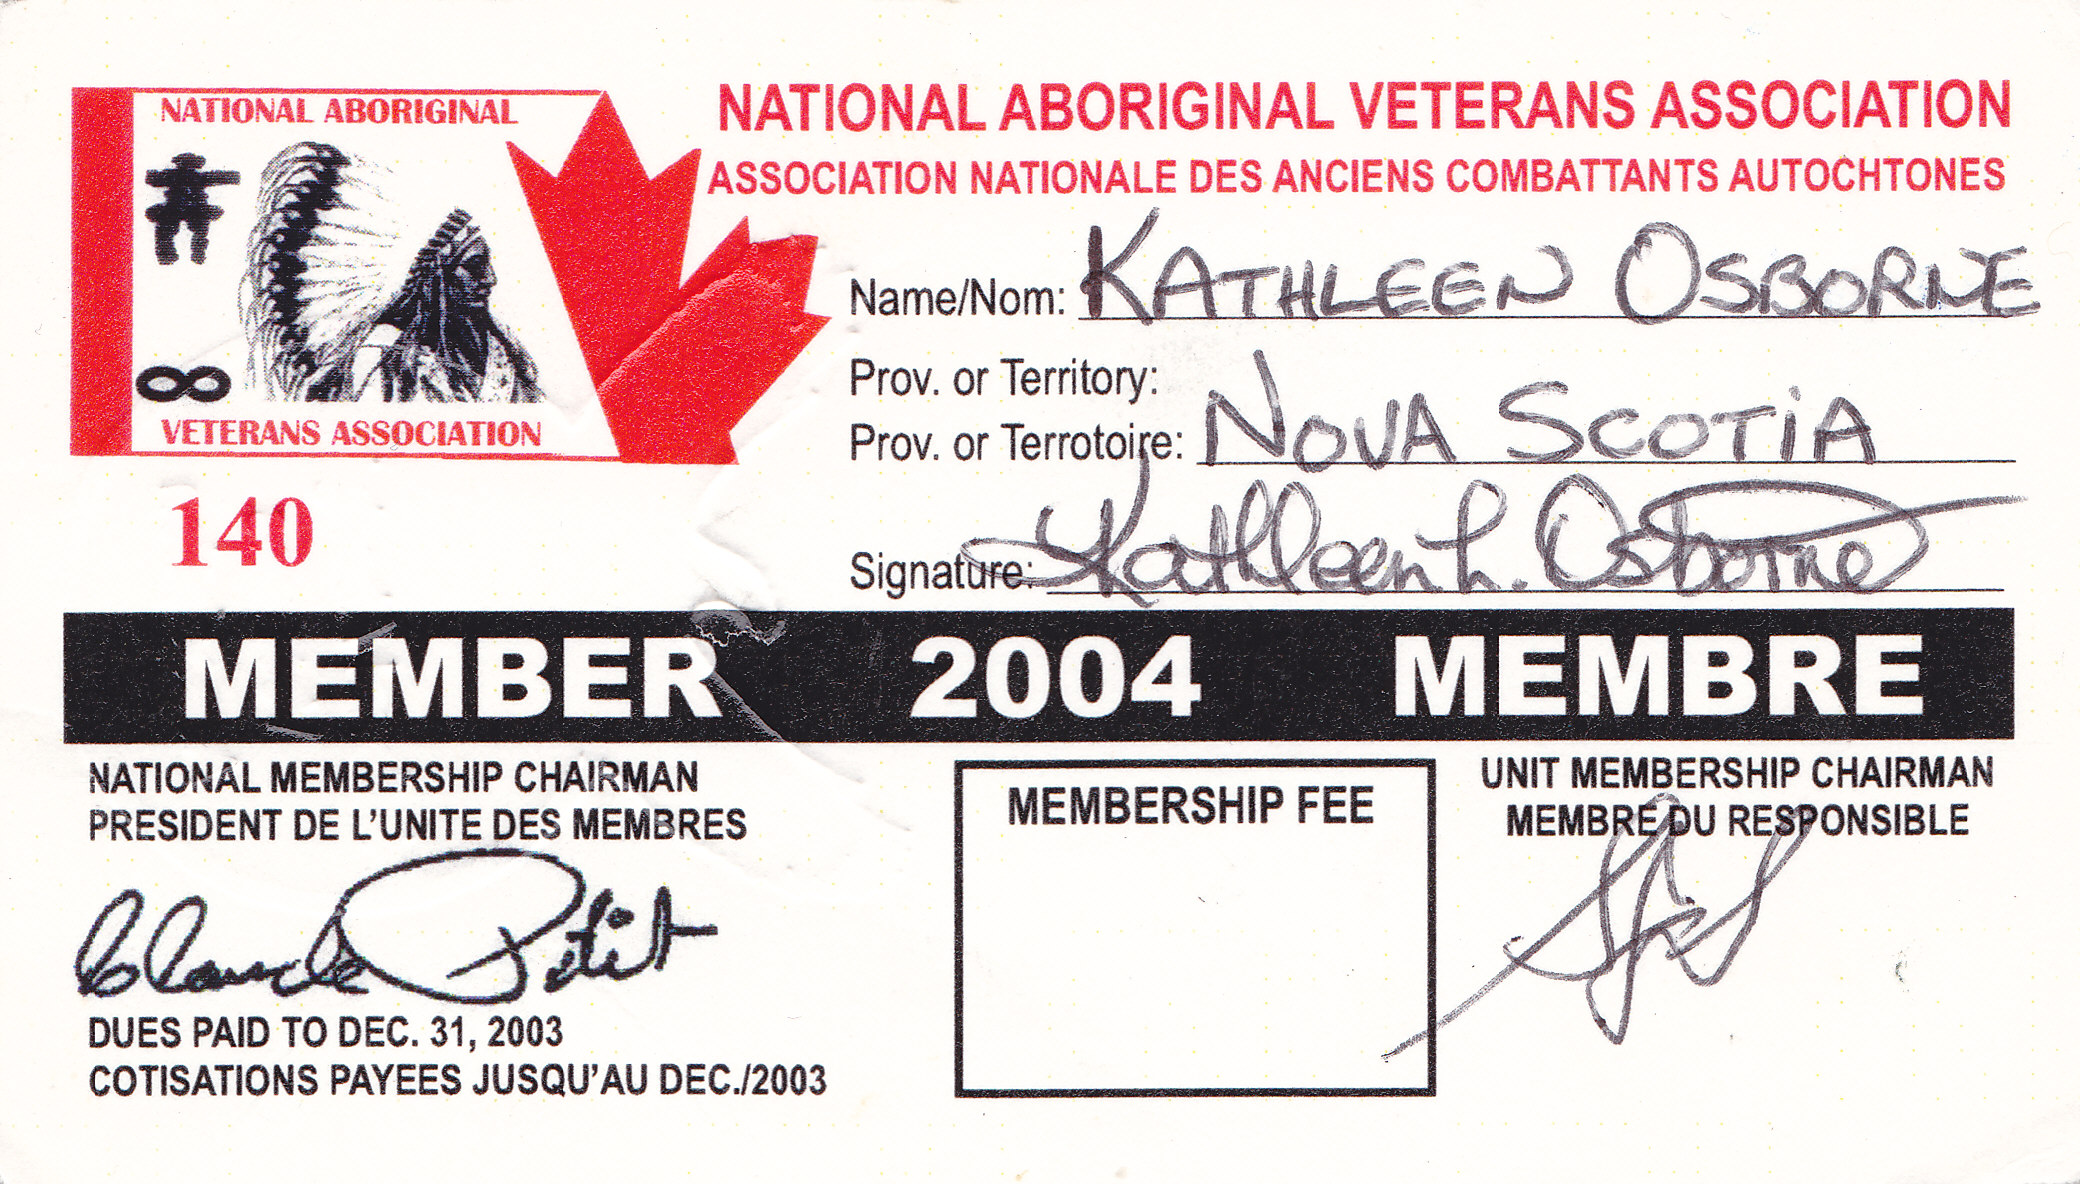 NATIONAL ABORIGINAL
VETERANS ASSOCIATION
140
NATIONAL ABORIGINAL VETERANS ASSOCIATION
ASSOCIATION NATIONALE DES ANCIENS COMBATTANTS AUTOCHTONES
Name/Nom: KATHLEEN OSBORNE
Prov. or Territory:
Prov. or Terrotoire: NOVA SCOTIA
Signature: Kathleen L. Osborne
MEMBER 2004 MEMBRE
NATIONAL MEMBERSHIP CHAIRMAN
PRESIDENT DE L'UNITE DES MEMBRES
Claude Petit
DUES PAID TO DEC. 31, 2003
COTISATIONS PAYEES JUSQU'AU DEC./2003
MEMBERSHIP FEE
UNIT MEMBERSHIP CHAIRMAN
MEMBRE DU RESPONSIBLE